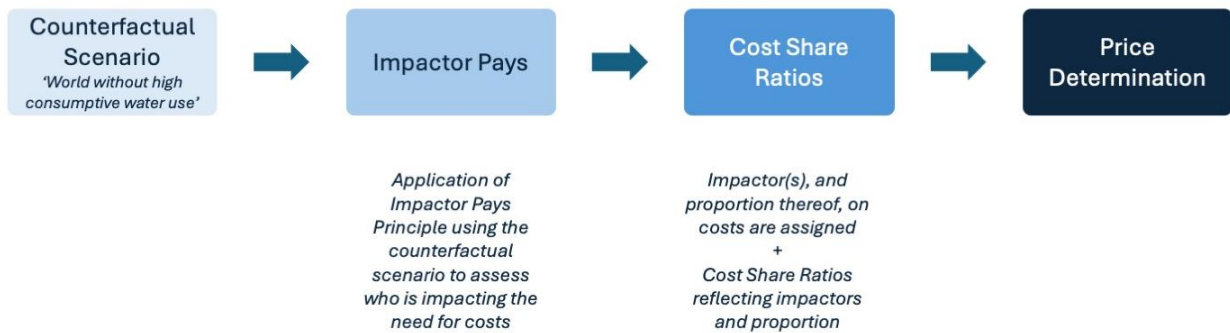 Counterfactual
Scenario
‘World without high
consumptive water use’
Impactor Pays
Cost Share
Ratios
Price
Determination
Application of
Impactor Pays
Principle using the
counterfactual
scenario to assess
who is impacting the
need for costs
Impactor(s), and
proportion thereof, on
costs are assigned
+
Cost Share Ratios
reflecting impactors
and proportion